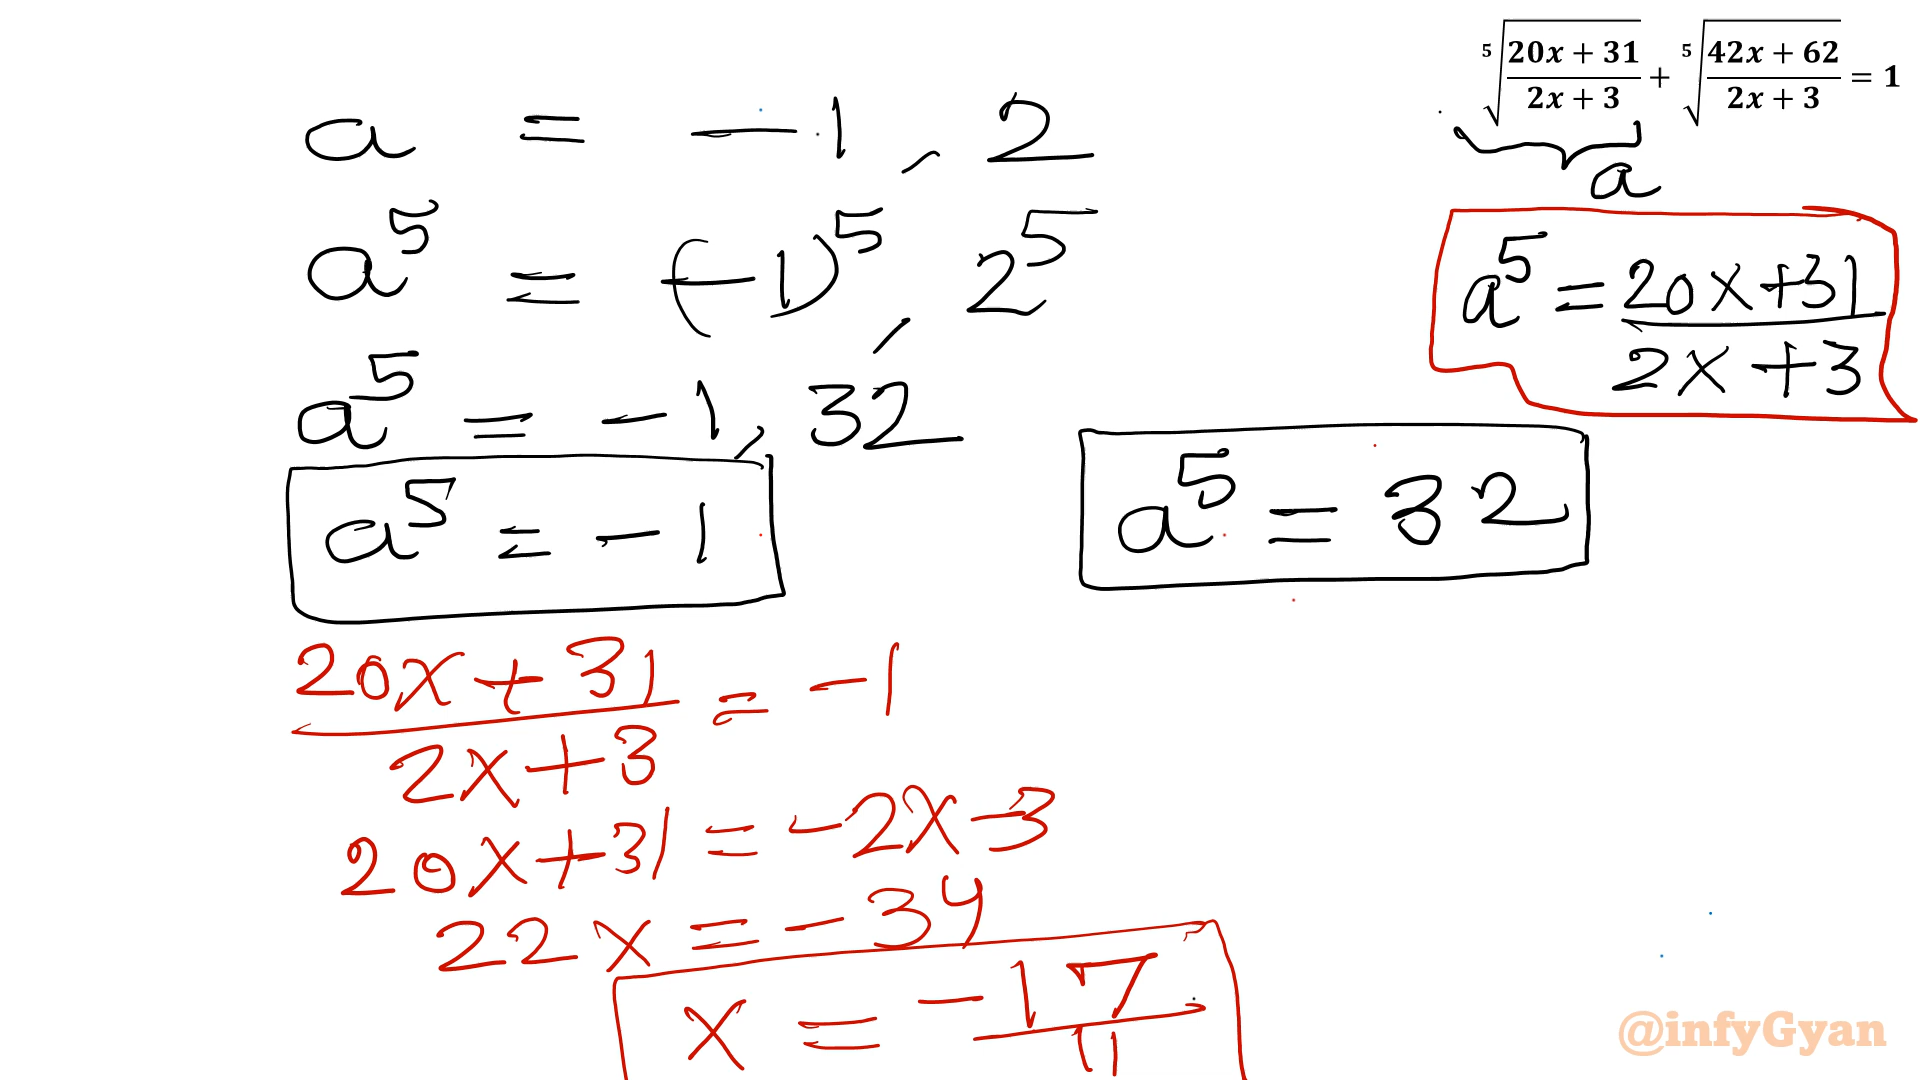 ⁵√((20x + 31)/(2x + 3)) + ⁵√((42x + 62)/(2x + 3)) = 1
a
a = -1, 2
a⁵ = (-1)⁵, 2⁵
a⁵ = -1, 32
a⁵ = (20x+31)/(2x+3)
a⁵ = -1
a⁵ = 32
(20x+31)/(2x+3) = -1
20x+31 = -2x-3
22x = -34
x = -17/11
@infyGyan